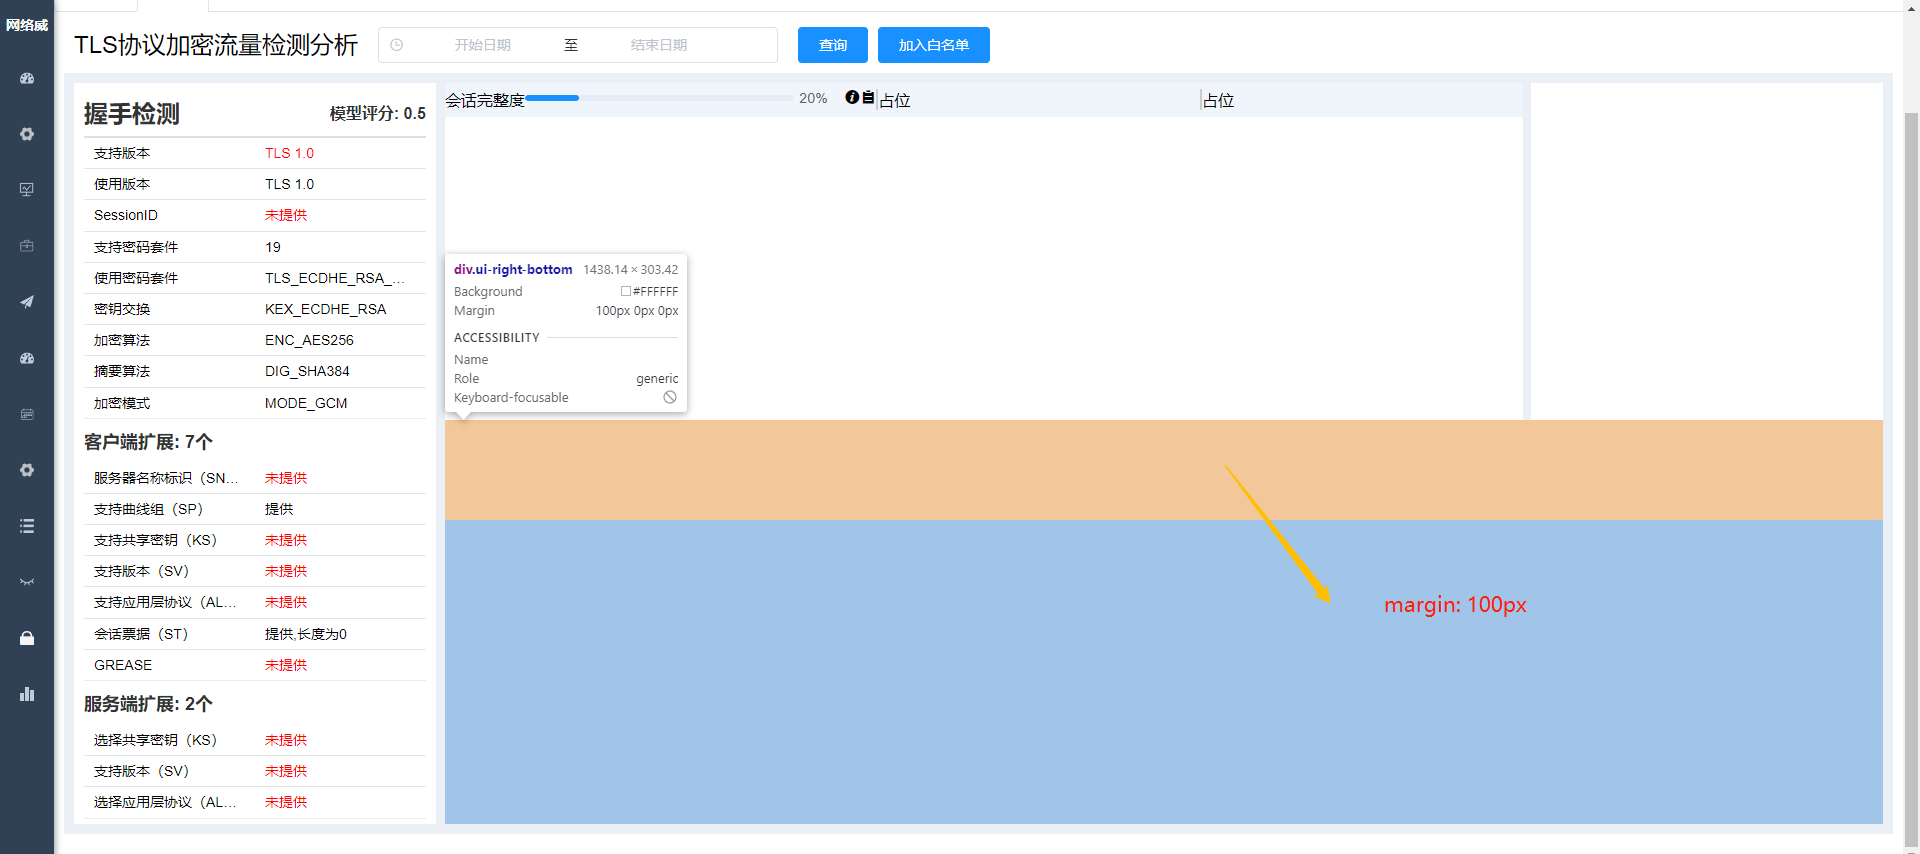 网络威
TLS协议加密流量检测分析
开始日期 至 结束日期
查询 加入白名单
握手检测 模型评分: 0.5
支持版本 TLS 1.0
使用版本 TLS 1.0
SessionID 未提供
支持密码套件 19
使用密码套件 TLS_ECDHE_RSA_...
密钥交换 KEX_ECDHE_RSA
加密算法 ENC_AES256
摘要算法 DIG_SHA384
加密模式 MODE_GCM
客户端扩展: 7个
服务器名称标识（SN... 未提供
支持曲线组（SP） 提供
支持共享密钥（KS） 未提供
支持版本（SV） 未提供
支持应用层协议（AL... 未提供
会话票据（ST） 提供,长度为0
GREASE 未提供
服务端扩展: 2个
选择共享密钥（KS） 未提供
支持版本（SV） 未提供
选择应用层协议（AL... 未提供
会话完整度 20% 占位 占位
div.ui-right-bottom 1438.14 × 303.42
Background #FFFFFF
Margin 100px 0px 0px
ACCESSIBILITY
Name
Role generic
Keyboard-focusable
margin: 100px